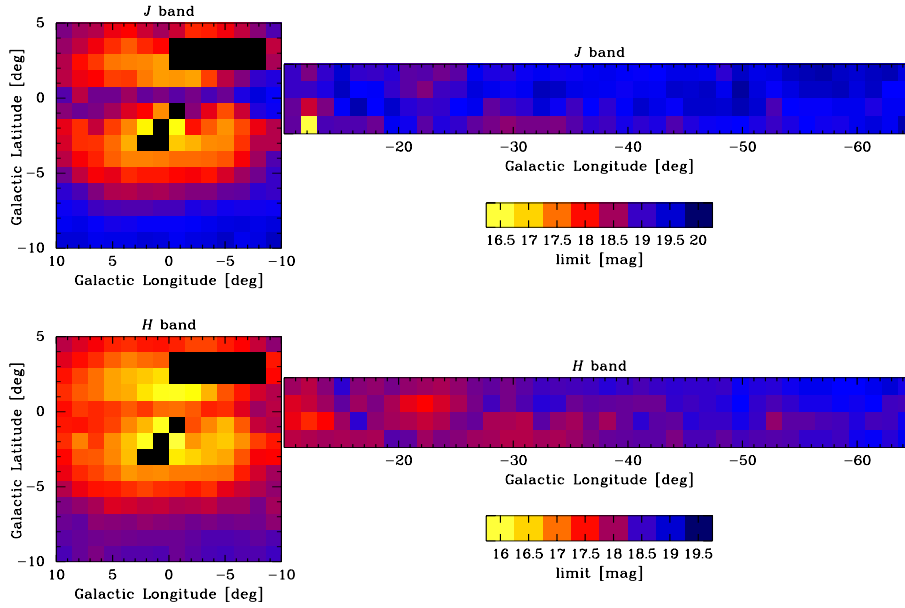 J band
5
0
−5
−10
Galactic Latitude [deg]
10 5 0 −5 −10
Galactic Longitude [deg]
J band
−20 −30 −40 −50 −60
Galactic Longitude [deg]
16.5 17 17.5 18 18.5 19 19.5 20
limit [mag]
H band
5
0
−5
−10
Galactic Latitude [deg]
10 5 0 −5 −10
Galactic Longitude [deg]
H band
−20 −30 −40 −50 −60
Galactic Longitude [deg]
16 16.5 17 17.5 18 18.5 19 19.5
limit [mag]